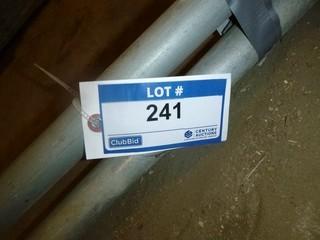 LOT #
241
ClubBid
CENTURY
AUCTIONS